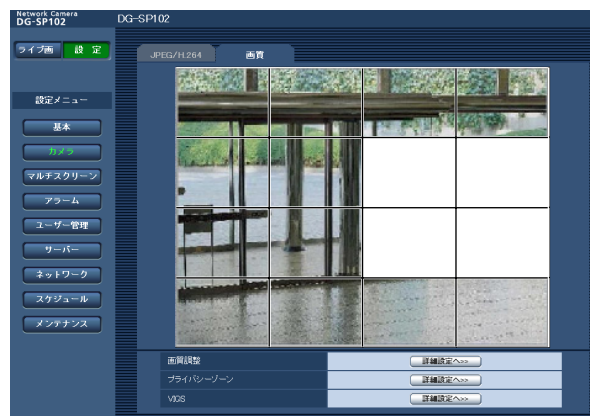 Network Camera
DG-SP102
DG-SP102
ライブ画
設 定
JPEG/H.264
画質
設定メニュー
基本
カメラ
マルチスクリーン
アラーム
ユーザー管理
サーバー
ネットワーク
スケジュール
メンテナンス
画質調整
詳細設定へ>>
プライバシーゾーン
詳細設定へ>>
VIQS
詳細設定へ>>